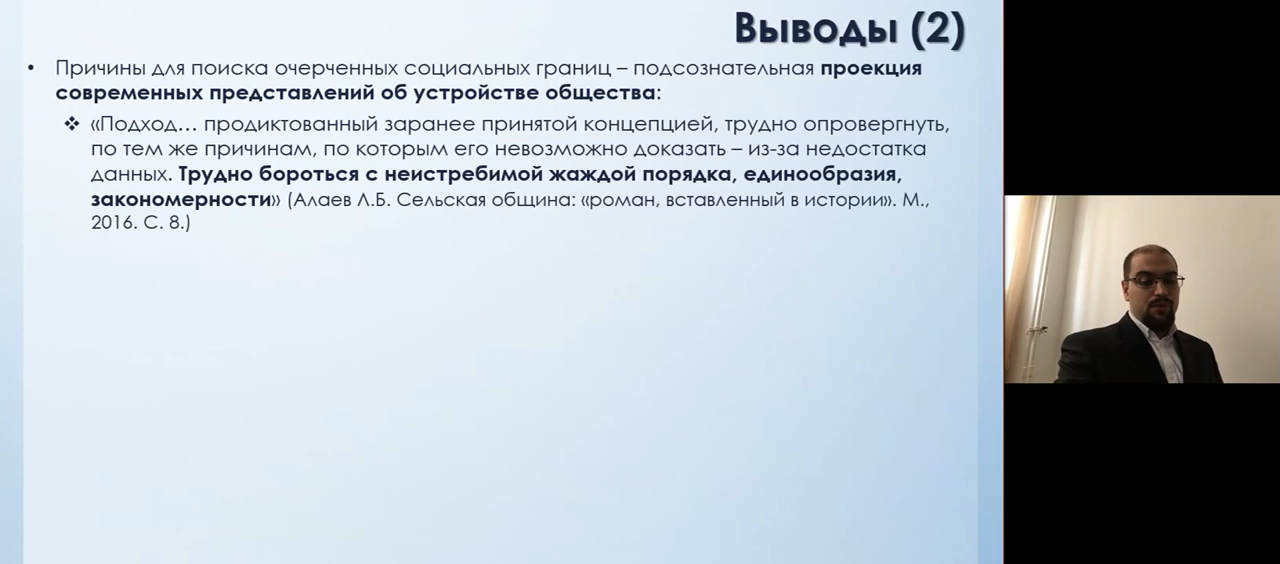 Выводы (2)
• Причины для поиска очерченных социальных границ – подсознательная проекция
современных представлений об устройстве общества:
❖ «Подход… продиктованный заранее принятой концепцией, трудно опровергнуть,
по тем же причинам, по которым его невозможно доказать – из-за недостатка
данных. Трудно бороться с неистребимой жаждой порядка, единообразия,
закономерности» (Алаев Л.Б. Сельская община: «роман, вставленный в истории». М.,
2016. С. 8.)